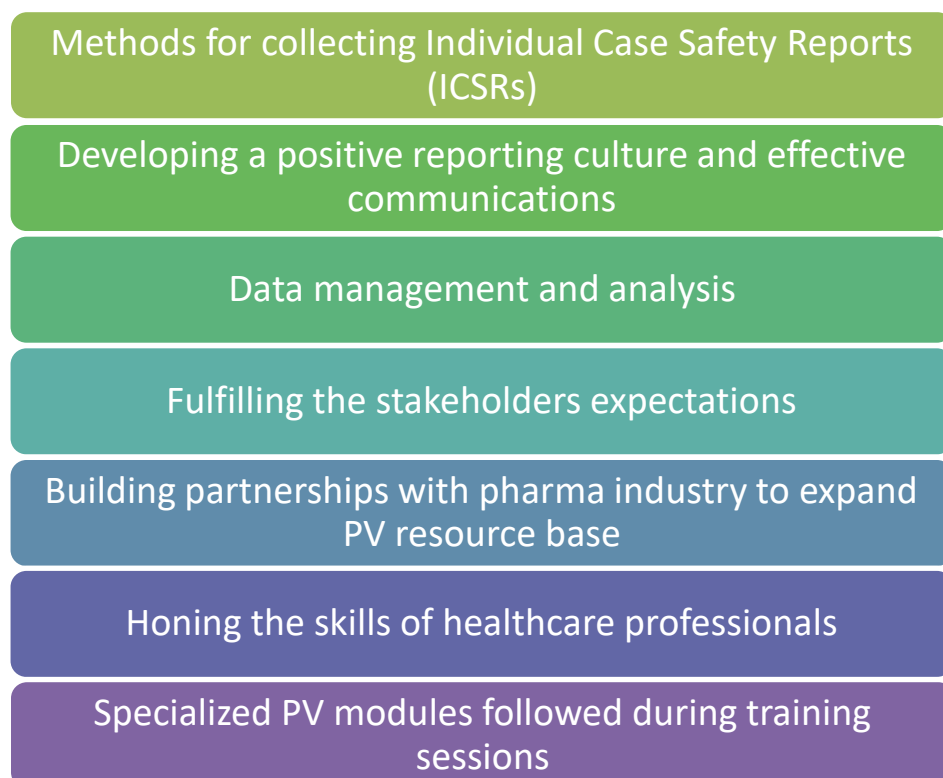 Methods for collecting Individual Case Safety Reports
(ICSRs)
Developing a positive reporting culture and effective
communications
Data management and analysis
Fulfilling the stakeholders expectations
Building partnerships with pharma industry to expand
PV resource base
Honing the skills of healthcare professionals
Specialized PV modules followed during training
sessions